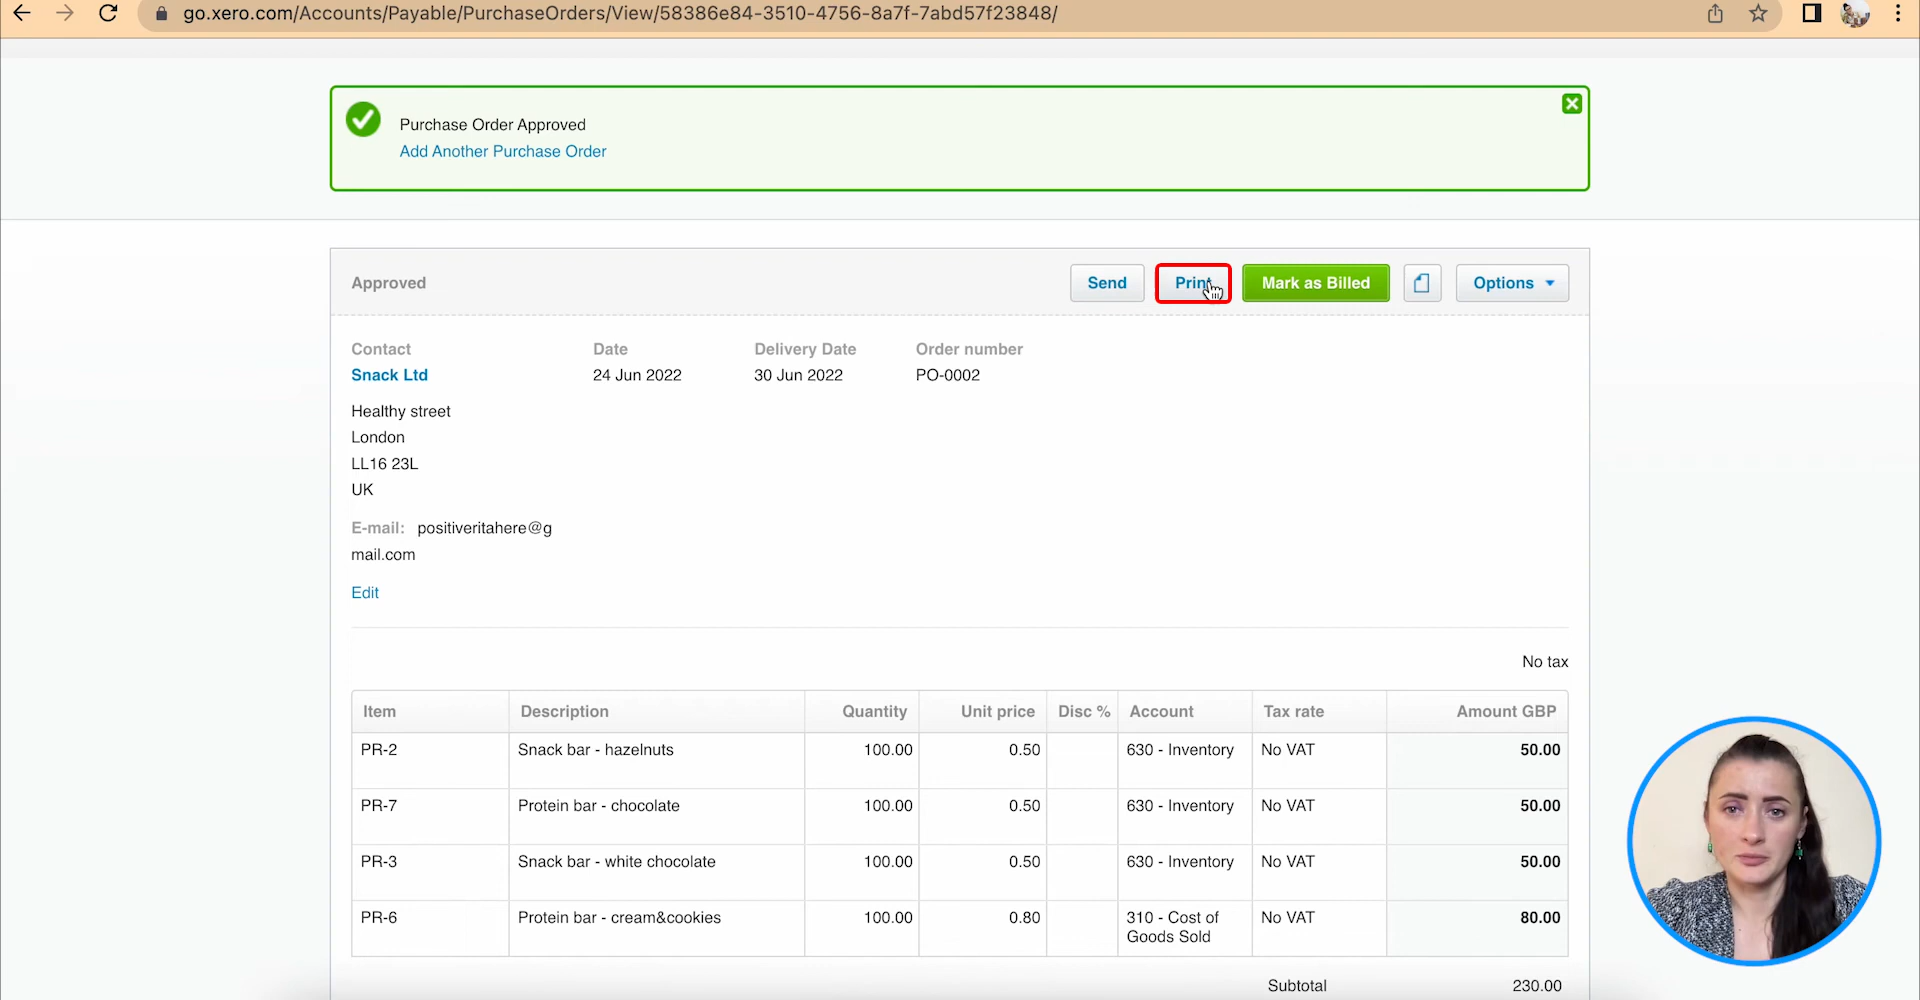 go.xero.com/Accounts/Payable/PurchaseOrders/View/58386e84-3510-4756-8a7f-7abd57f23848/
Purchase Order Approved
Add Another Purchase Order
Approved
Send
Print
Mark as Billed
Options
Contact
Date
Delivery Date
Order number
Snack Ltd
24 Jun 2022
30 Jun 2022
PO-0002
Healthy street
London
LL16 23L
UK
E-mail: positiveritahere@g
mail.com
Edit
No tax
Item Description Quantity Unit price Disc % Account Tax rate Amount GBP
PR-2 Snack bar - hazelnuts 100.00 0.50 630 - Inventory No VAT 50.00
PR-7 Protein bar - chocolate 100.00 0.50 630 - Inventory No VAT 50.00
PR-3 Snack bar - white chocolate 100.00 0.50 630 - Inventory No VAT 50.00
PR-6 Protein bar - cream&cookies 100.00 0.80 310 - Cost of No VAT 80.00
Goods Sold
Subtotal 230.00